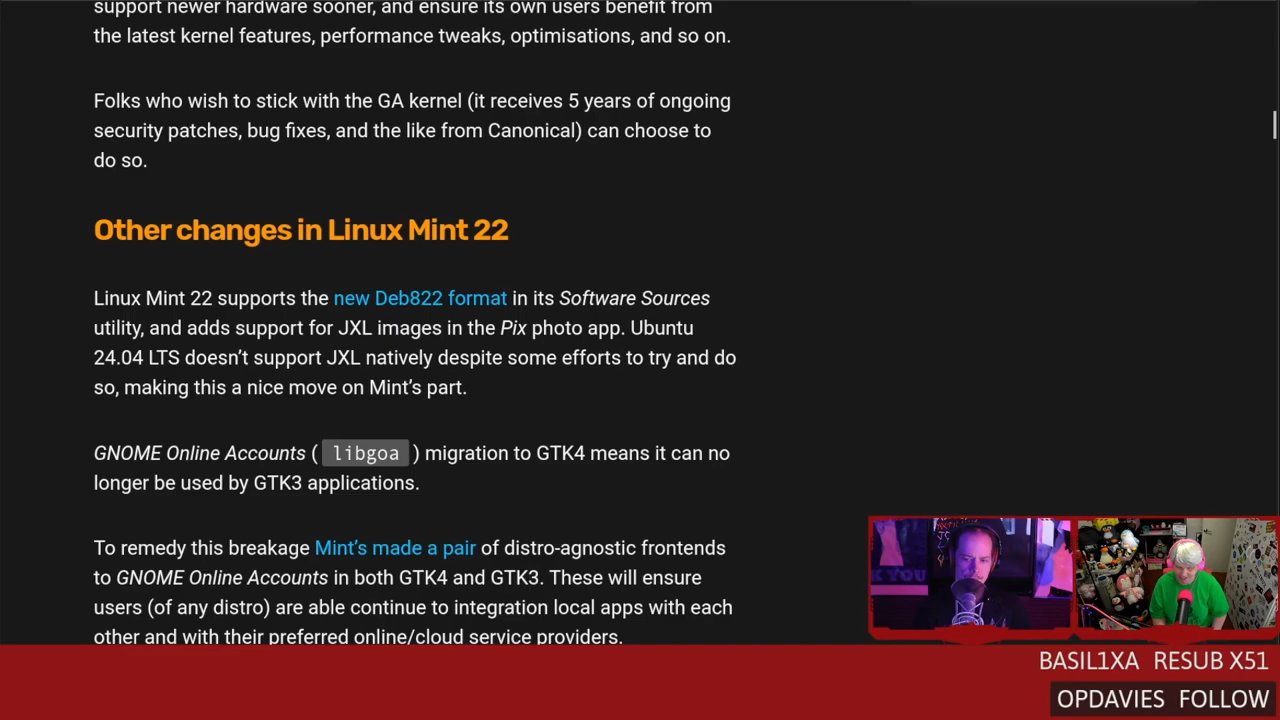 support newer hardware sooner, and ensure its own users benefit from
the latest kernel features, performance tweaks, optimisations, and so on.
Folks who wish to stick with the GA kernel (it receives 5 years of ongoing
security patches, bug fixes, and the like from Canonical) can choose to
do so.
Other changes in Linux Mint 22
Linux Mint 22 supports the new Deb822 format in its Software Sources
utility, and adds support for JXL images in the Pix photo app. Ubuntu
24.04 LTS doesn’t support JXL natively despite some efforts to try and do
so, making this a nice move on Mint’s part.
GNOME Online Accounts ( libgoa ) migration to GTK4 means it can no
longer be used by GTK3 applications.
To remedy this breakage Mint’s made a pair of distro-agnostic frontends
to GNOME Online Accounts in both GTK4 and GTK3. These will ensure
users (of any distro) are able continue to integration local apps with each
other and with their preferred online/cloud service providers.
BASIL1XA RESUB X51
OPDAVIES FOLLOW